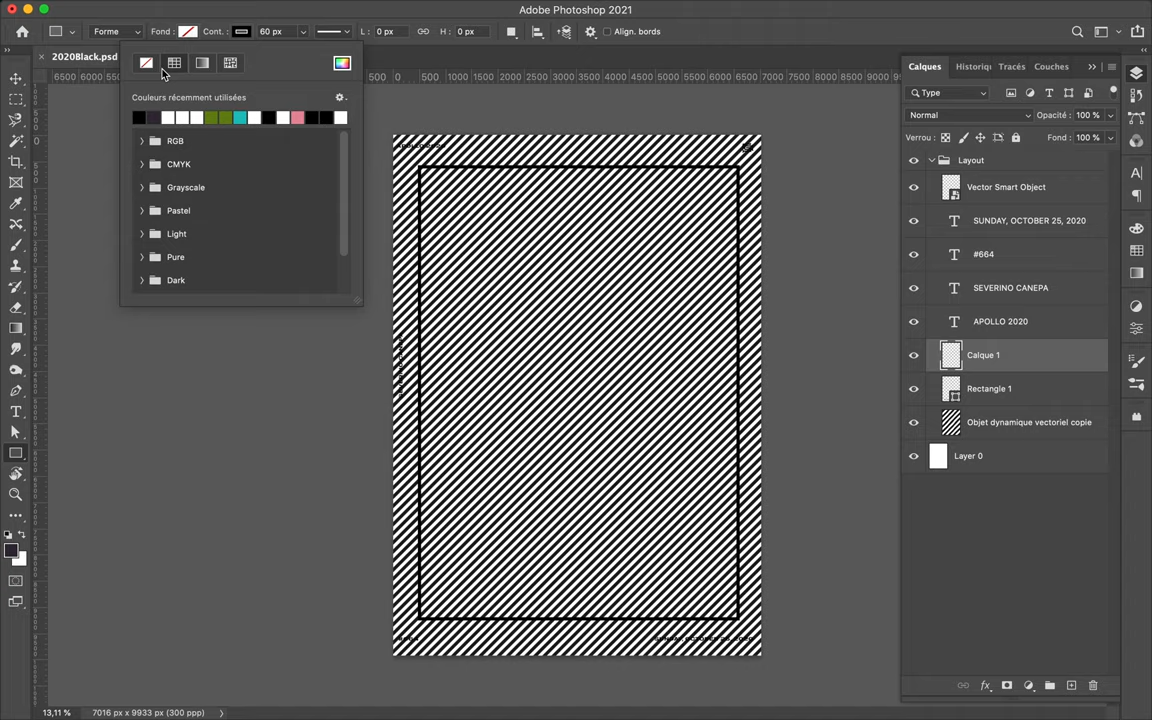 Adobe Photoshop 2021
Forme
Fond :
Cont. :
60 px
L : 0 px
H : 0 px
Align. bords
2020Black.psd
6500 6000 5500
500 0 500 1000 1500 2000 2500 3000 3500 4000 4500 5000 5500 6000 6500 7000 7500 8000 8500 9000
Couleurs récemment utilisées
RGB
CMYK
Grayscale
Pastel
Light
Pure
Dark
Calques
Historiq
Tracés
Couches
Type
Normal
Opacité : 100 %
Verrou :
Fond : 100 %
Layout
Vector Smart Object
SUNDAY, OCTOBER 25, 2020
#664
SEVERINO CANEPA
APOLLO 2020
Calque 1
Rectangle 1
Objet dynamique vectoriel copie
Layer 0
fx
13,11 %
7016 px x 9933 px (300 ppp)